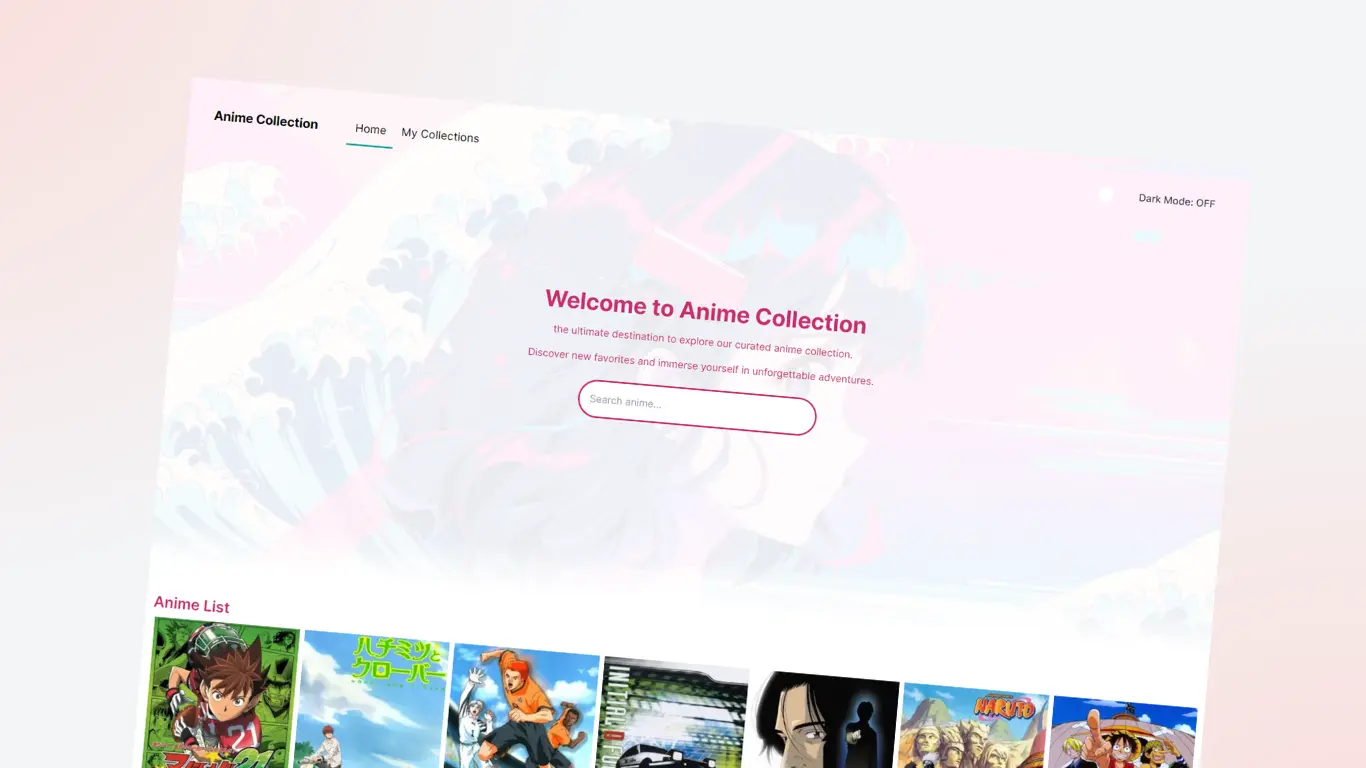 Anime Collection
Home
My Collections
Dark Mode: OFF
Welcome to Anime Collection
the ultimate destination to explore our curated anime collection.
Discover new favorites and immerse yourself in unforgettable adventures.
Search anime...
Anime List
21
ハチミツと
クローバー
INITIAL D
NARUTO